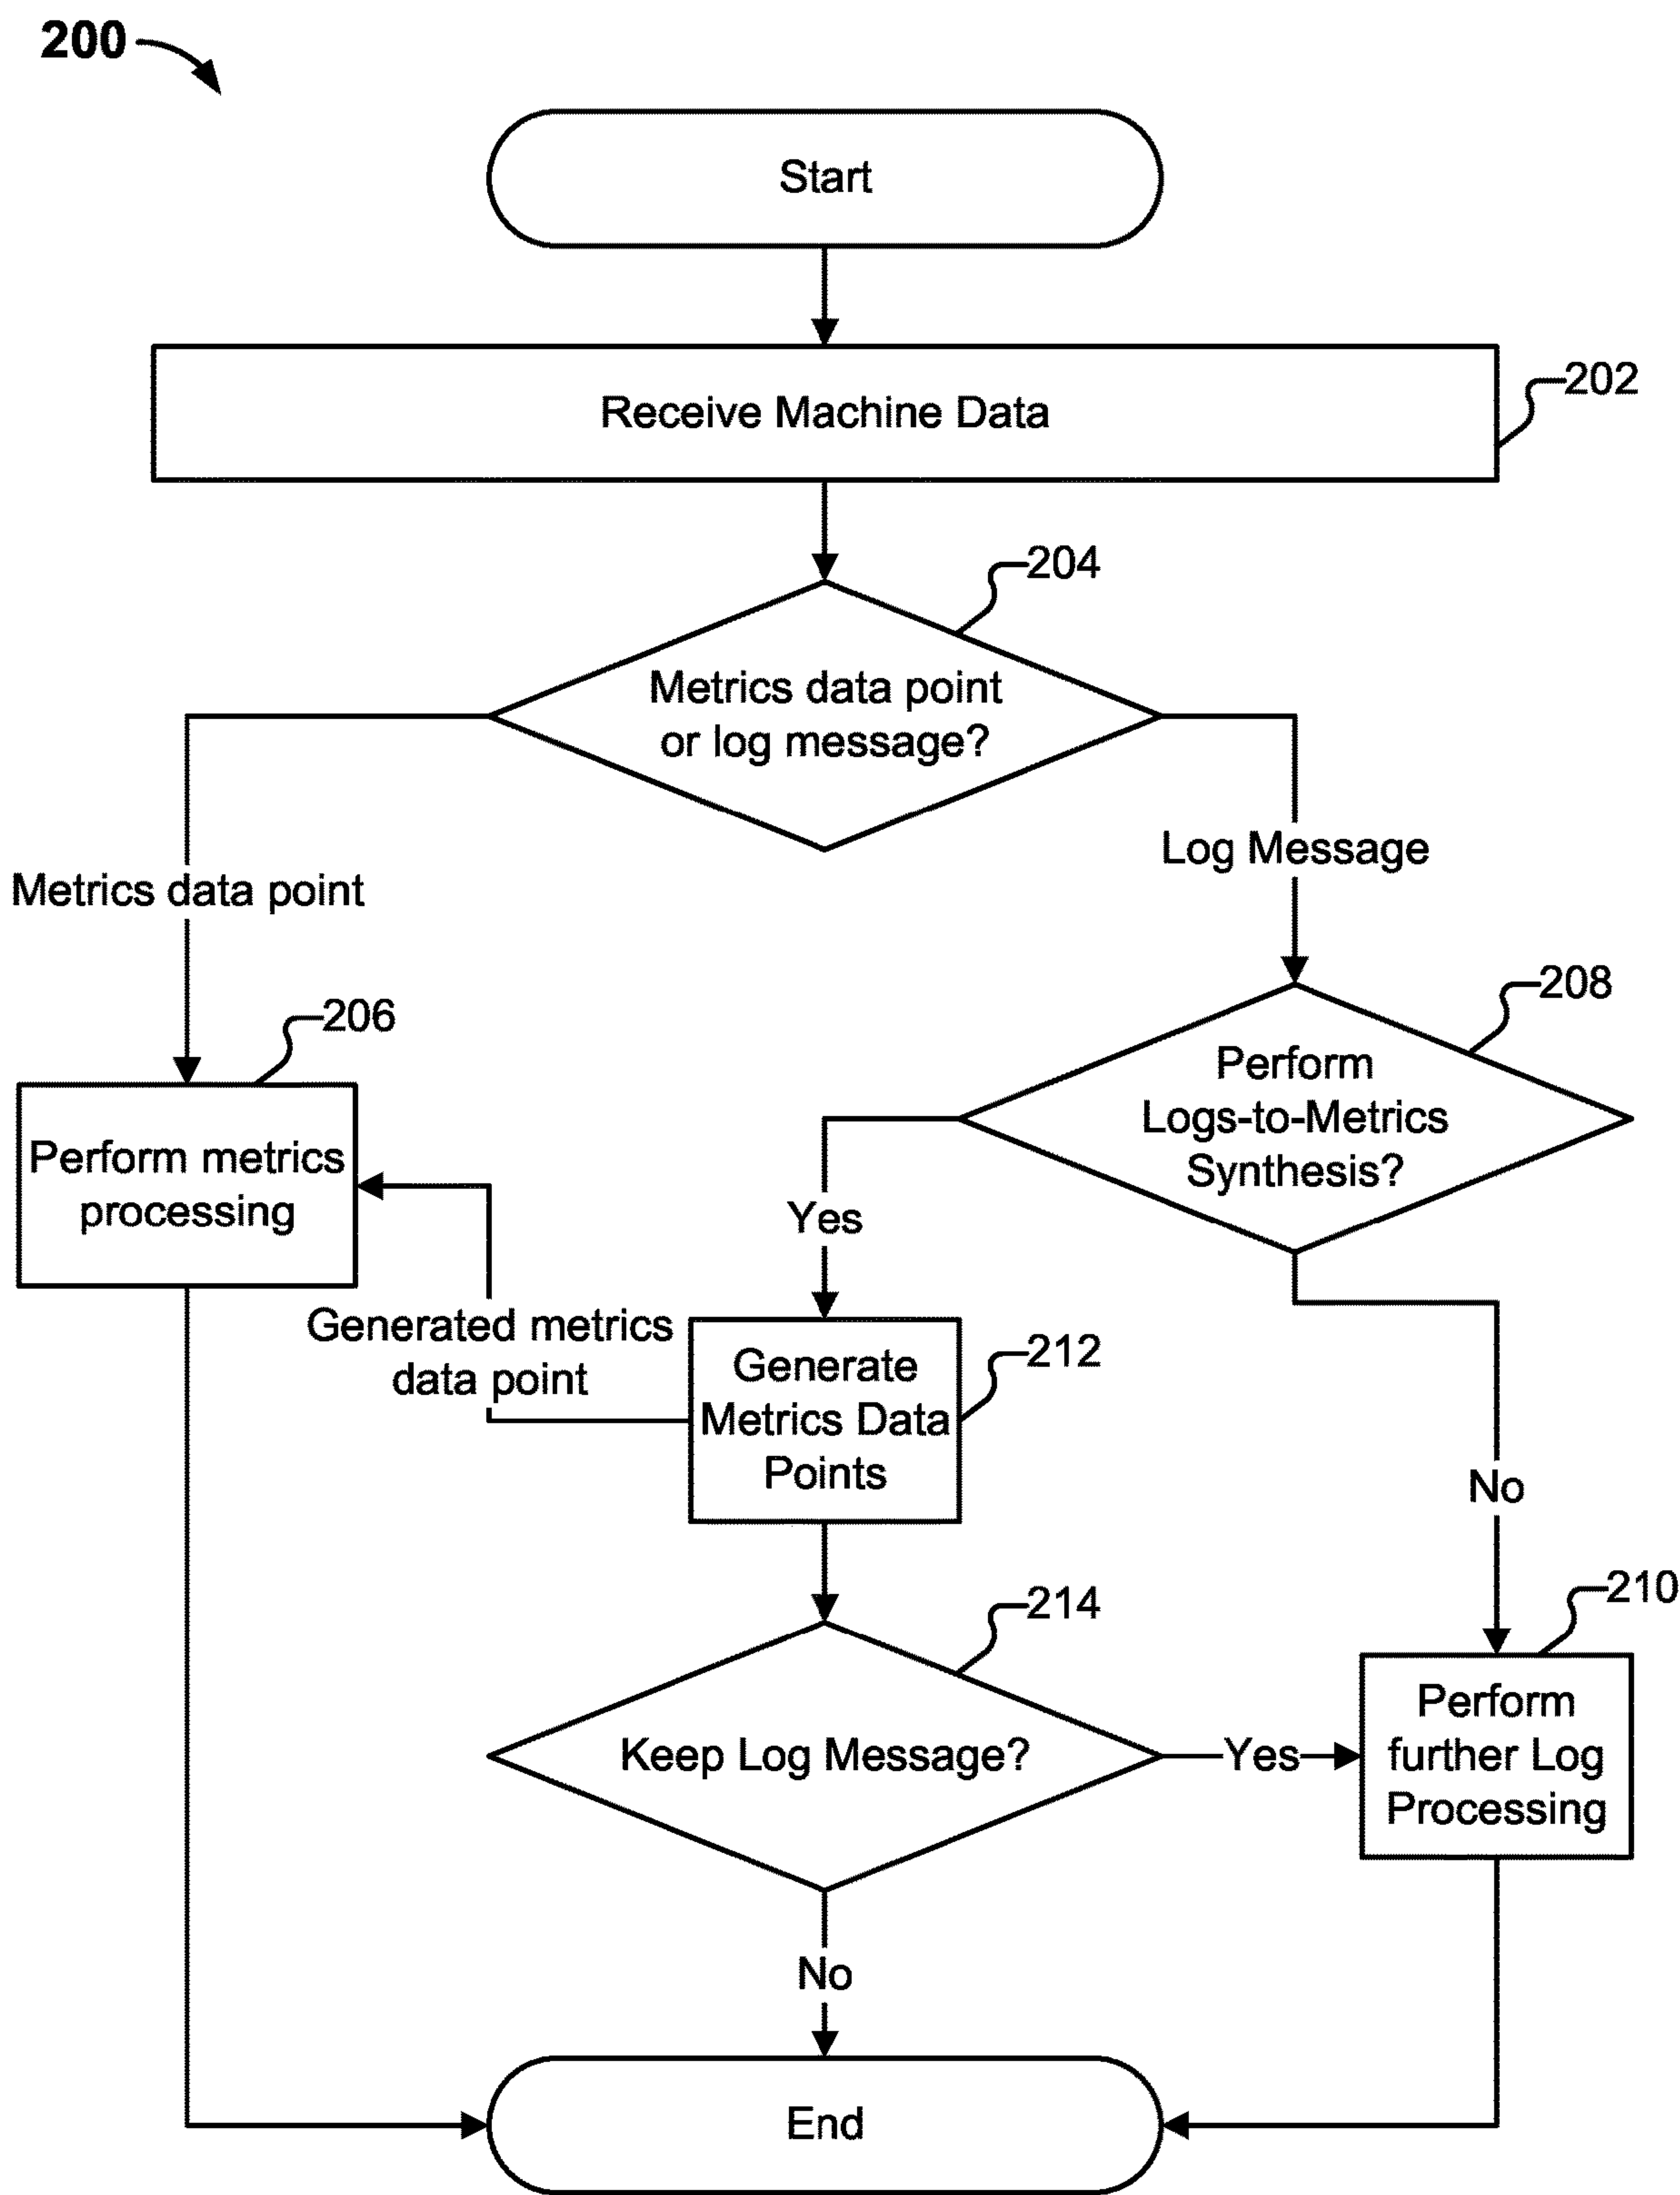 200
Start
Receive Machine Data
202
204
Metrics data point
or log message?
Log Message
Metrics data point
208
206
Perform
Logs-to-Metrics
Synthesis?
Perform metrics
processing
Yes
Generated metrics
data point
212
Generate
Metrics Data
Points
No
214
210
Keep Log Message?
Yes
Perform
further Log
Processing
No
End